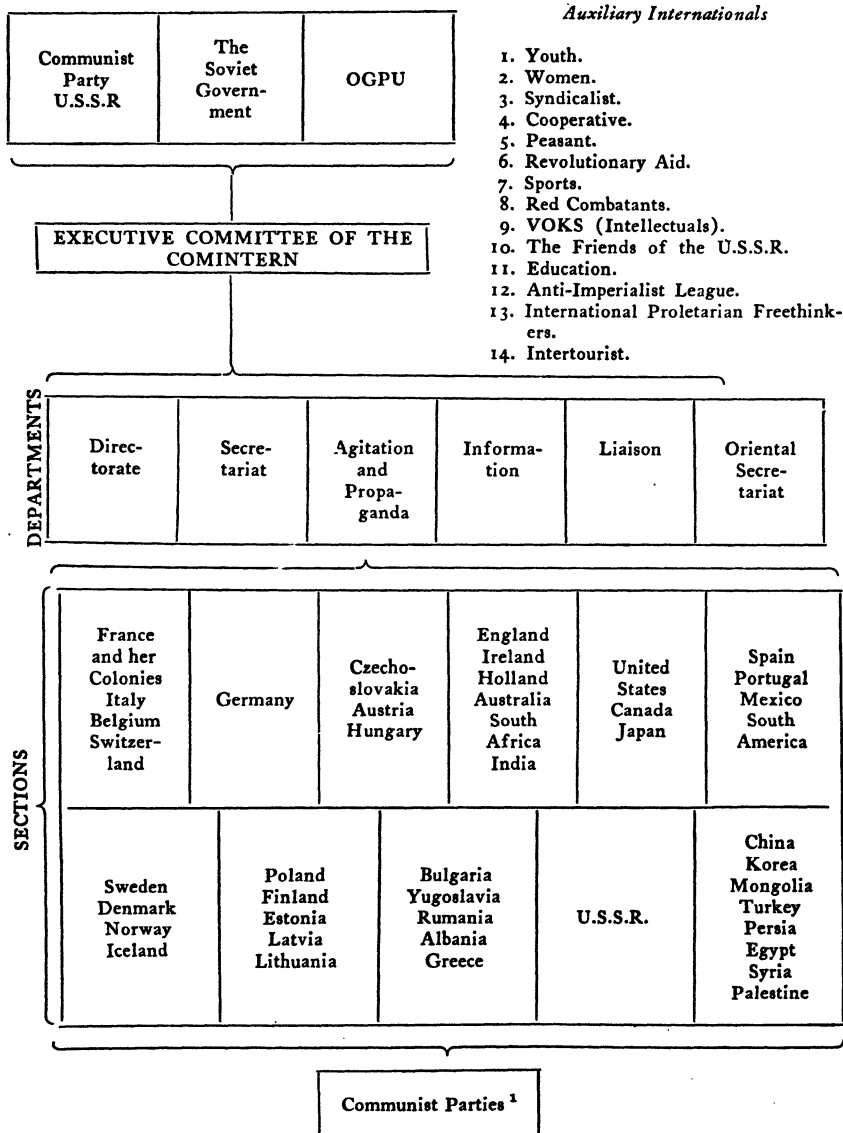 Communist
Party
U.S.S.R
The
Soviet
Govern-
ment
OGPU
Auxiliary Internationals
1. Youth.
2. Women.
3. Syndicalist.
4. Cooperative.
5. Peasant.
6. Revolutionary Aid.
7. Sports.
8. Red Combatants.
9. VOKS (Intellectuals).
10. The Friends of the U.S.S.R.
11. Education.
12. Anti-Imperialist League.
13. International Proletarian Freethink-
ers.
14. Intertourist.
EXECUTIVE COMMITTEE OF THE
COMINTERN
DEPARTMENTS
Direc-
torate
Secre-
tariat
Agitation
and
Propa-
ganda
Informa-
tion
Liaison
Oriental
Secre-
tariat
SECTIONS
France
and her
Colonies
Italy
Belgium
Switzer-
land
Germany
Czecho-
slovakia
Austria
Hungary
England
Ireland
Holland
Australia
South
Africa
India
United
States
Canada
Japan
Spain
Portugal
Mexico
South
America
Sweden
Denmark
Norway
Iceland
Poland
Finland
Estonia
Latvia
Lithuania
Bulgaria
Yugoslavia
Rumania
Albania
Greece
U.S.S.R.
China
Korea
Mongolia
Turkey
Persia
Egypt
Syria
Palestine
Communist Parties 1